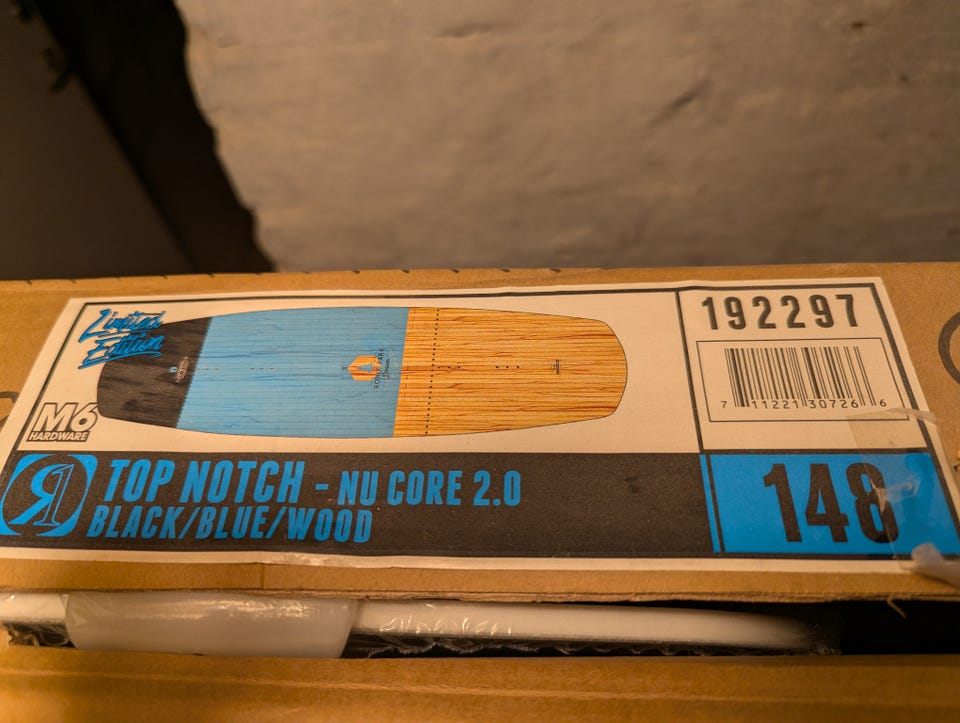 Limited
Edition
M6
HARDWARE
192297
7 11221 30726 6
R1
TOP NOTCH - NU CORE 2.0
BLACK/BLUE/WOOD
148